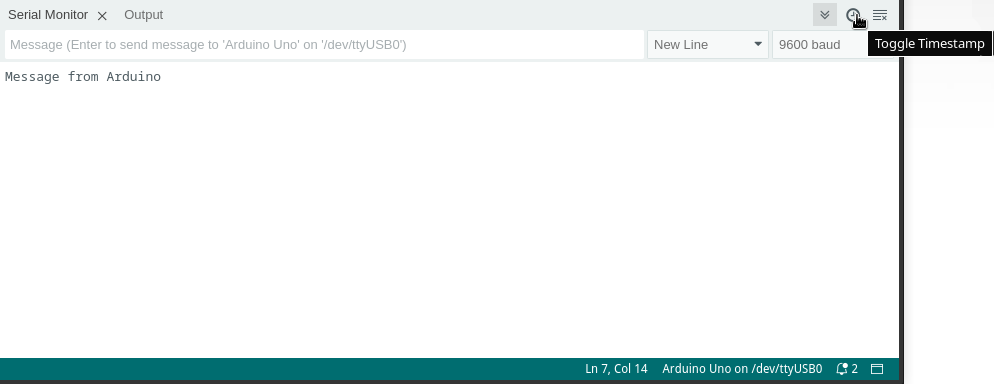 Serial Monitor Output
Message (Enter to send message to 'Arduino Uno' on '/dev/ttyUSB0') New Line 9600 baud Toggle Timestamp
Message from Arduino
Ln 7, Col 14 Arduino Uno on /dev/ttyUSB0 2